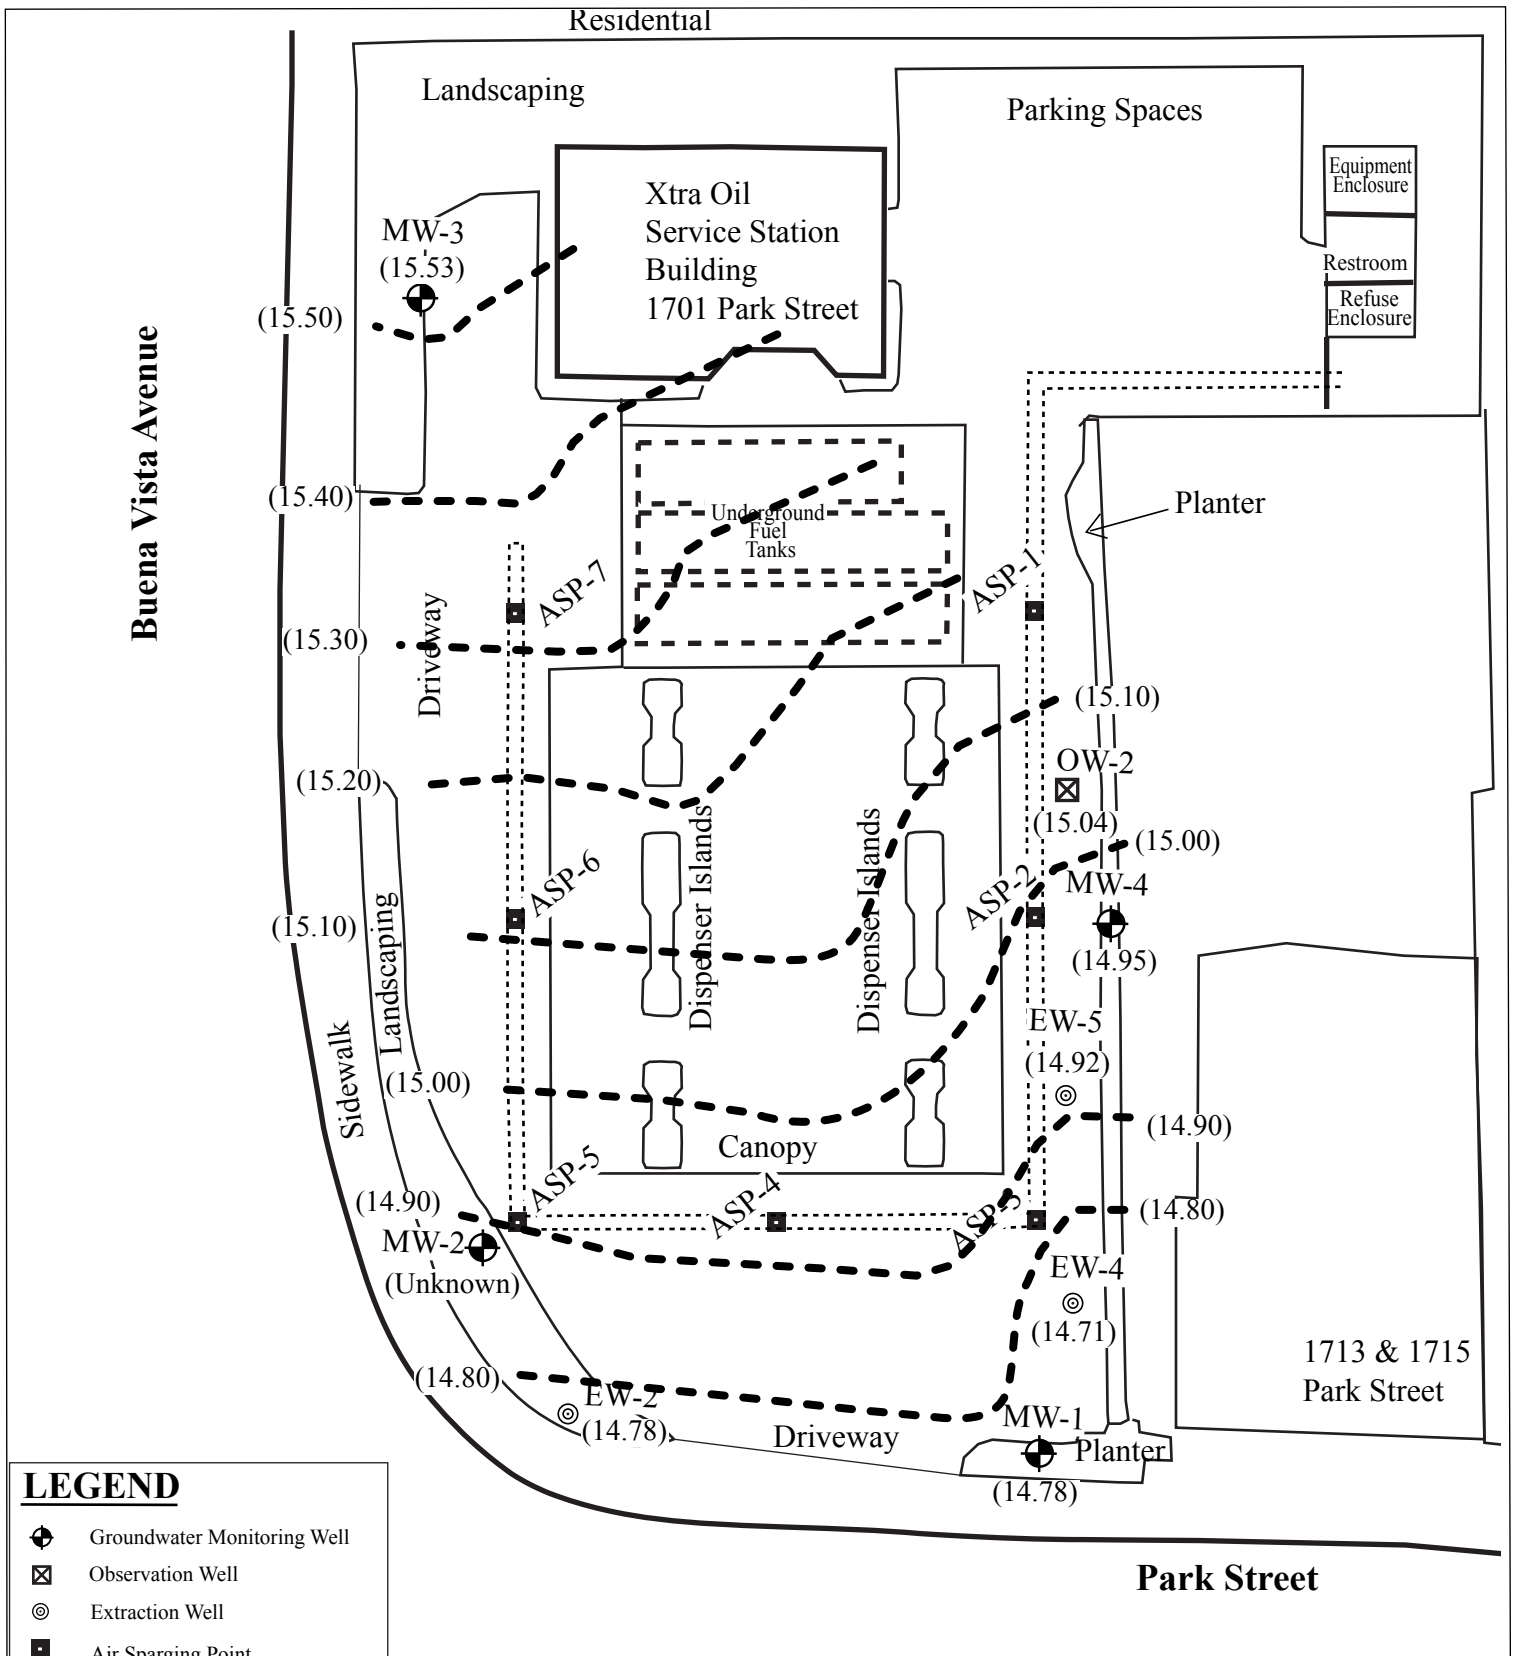 Residential
Landscaping
Parking Spaces
Equipment
Enclosure
Xtra Oil
Service Station
Building
1701 Park Street
MW-3
(15.53)
Restroom
Refuse
Enclosure
(15.50)
Buena Vista Avenue
(15.40)
Underground
Fuel
Tanks
Planter
ASP-7
ASP-1
Driveway
(15.30)
(15.10)
OW-2
(15.04)
(15.20)
(15.00)
Dispenser Islands
Dispenser Islands
ASP-6
ASP-2
MW-4
(14.95)
(15.10)
Landscaping
Sidewalk
EW-5
(14.92)
(15.00)
(14.90)
Canopy
ASP-5
ASP-4
ASP-3
(14.90)
(14.80)
MW-2
(Unknown)
EW-4
(14.71)
1713 & 1715
Park Street
(14.80)
EW-2
(14.78)
Driveway
MW-1
Planter
(14.78)
LEGEND
Groundwater Monitoring Well
Observation Well
Extraction Well
Air Sparging Point
Park Street